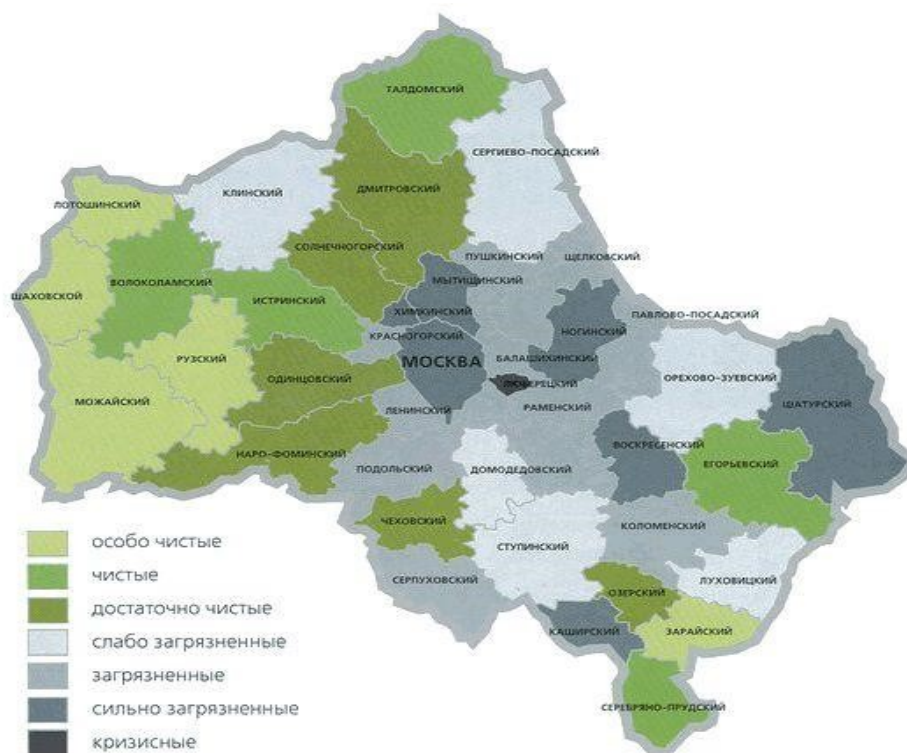 ТАЛДОМСКИЙ
СЕРГИЕВО-ПОСАДСКИЙ
КЛИНСКИЙ
ДМИТРОВСКИЙ
ЛОТОШИНСКИЙ
СОЛНЕЧНОГОРСКИЙ
ПУШКИНСКИЙ
ЩЕЛКОВСКИЙ
МЫТИЩИНСКИЙ
ВОЛОКОЛАМСКИЙ
ШАХОВСКОЙ
ИСТРИНСКИЙ
ХИМКИНСКИЙ
ПАВЛОВО-ПОСАДСКИЙ
НОГИНСКИЙ
КРАСНОГОРСКИЙ
РУЗСКИЙ
МОСКВА
БАЛАШИХИНСКИЙ
ОДИНЦОВСКИЙ
ЛЮБЕРЕЦКИЙ
ОРЕХОВО-ЗУЕВСКИЙ
МОЖАЙСКИЙ
ШАТУРСКИЙ
ЛЕНИНСКИЙ
РАМЕНСКИЙ
ВОСКРЕСЕНСКИЙ
НАРО-ФОМИНСКИЙ
ЕГОРЬЕВСКИЙ
ПОДОЛЬСКИЙ
ДОМОДЕДОВСКИЙ
ЧЕХОВСКИЙ
КОЛОМЕНСКИЙ
СТУПИНСКИЙ
СЕРПУХОВСКИЙ
ЛУХОВИЦКИЙ
ОЗЕРСКИЙ
КАШИРСКИЙ
ЗАРАЙСКИЙ
СЕРЕБРЯНО-ПРУДСКИЙ
особо чистые
чистые
достаточно чистые
слабо загрязненные
загрязненные
сильно загрязненные
кризисные